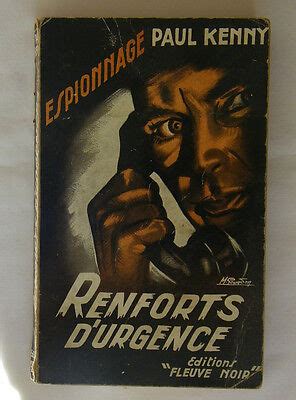 ESPIONNAGE
PAUL KENNY
RENFORTS
D'URGENCE
Editions
"FLEUVE NOIR"